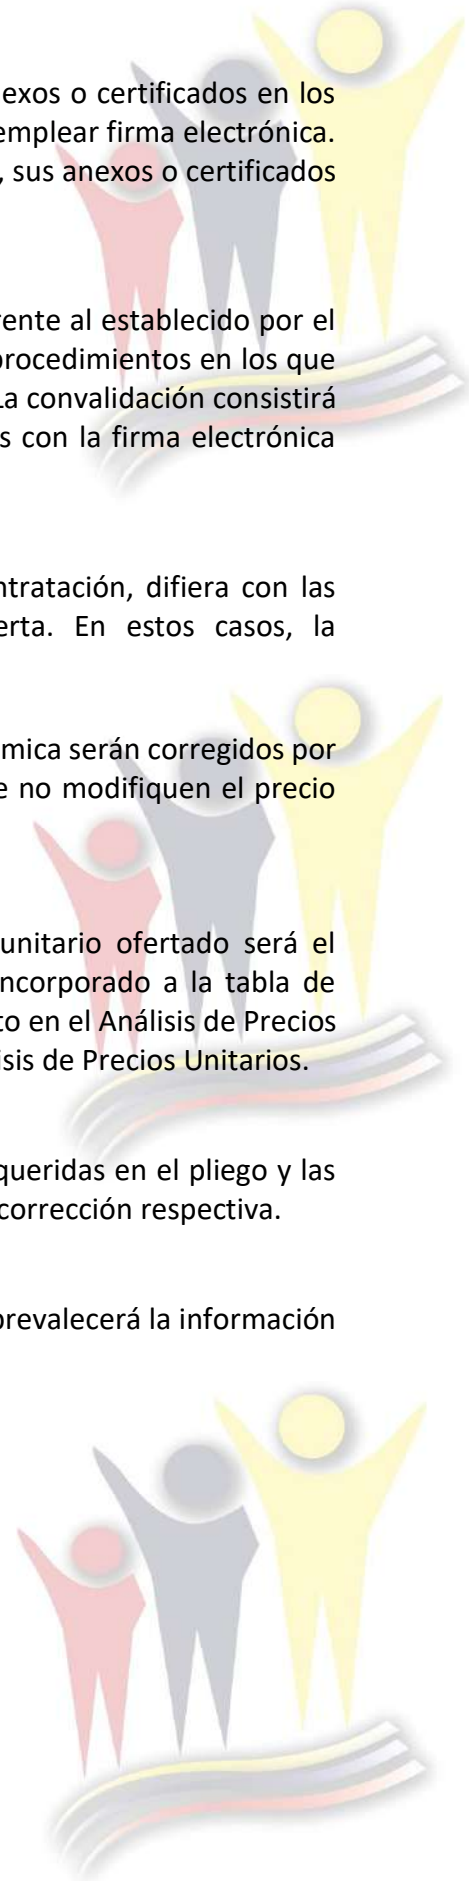 exos o certificados en los
emplear firma electrónica.
, sus anexos o certificados
rente al establecido por el
procedimientos en los que
La convalidación consistirá
s con la firma electrónica
ntratación, difiera con las
erta. En estos casos, la
mica serán corregidos por
e no modifiquen el precio
unitario ofertado será el
ncorporado a la tabla de
to en el Análisis de Precios
isis de Precios Unitarios.
queridas en el pliego y las
corrección respectiva.
prevalecerá la información